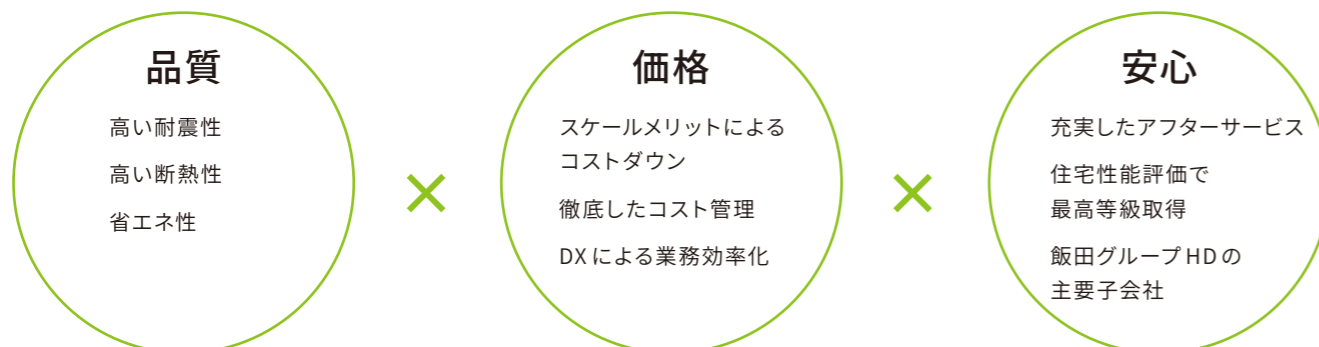 品質
高い耐震性
高い断熱性
省エネ性
×
価格
スケールメリットによる
コストダウン
徹底したコスト管理
DXによる業務効率化
×
安心
充実したアフターサービス
住宅性能評価で
最高等級取得
飯田グループHDの
主要子会社